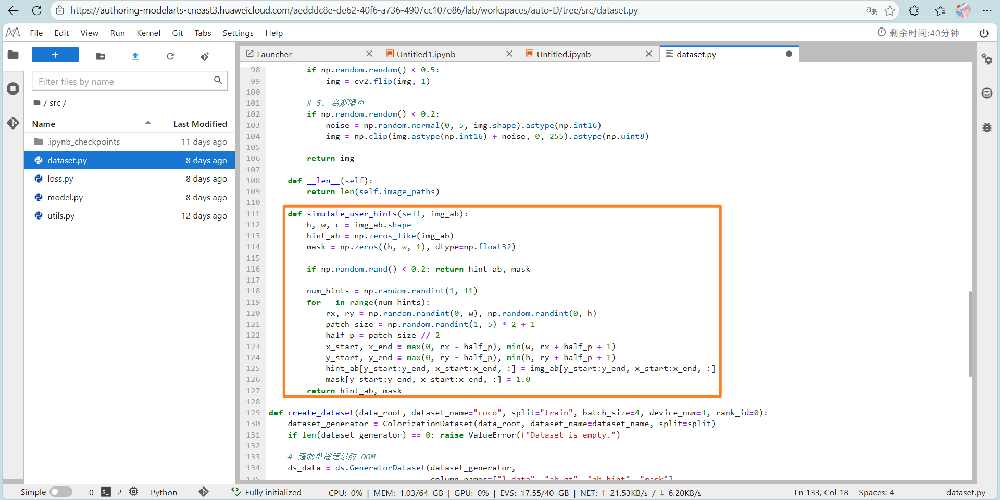 https://authoring-modelarts-cneast3.huaweicloud.com/aedddc8e-de62-40f6-a736-4907cc107e86/lab/workspaces/auto-D/tree/src/dataset.py
File Edit View Run Kernel Git Tabs Settings Help
剩余时间:40分钟
+
Filter files by name
/ src /
Name Last Modified
.ipynb_checkpoints 11 days ago
dataset.py 8 days ago
loss.py 8 days ago
model.py 8 days ago
utils.py 12 days ago
Launcher Untitled1.ipynb Untitled.ipynb dataset.py
98 if np.random.random() < 0.5:
99 img = cv2.flip(img, 1)
100
101 # 5. 高斯噪声
102 if np.random.random() < 0.2:
103 noise = np.random.normal(0, 5, img.shape).astype(np.int16)
104 img = np.clip(img.astype(np.int16) + noise, 0, 255).astype(np.uint8)
105
106 return img
107
108 def __len__(self):
109 return len(self.image_paths)
110
111 def simulate_user_hints(self, img_ab):
112 h, w, c = img_ab.shape
113 hint_ab = np.zeros_like(img_ab)
114 mask = np.zeros((h, w, 1), dtype=np.float32)
115
116 if np.random.rand() < 0.2: return hint_ab, mask
117
118 num_hints = np.random.randint(1, 11)
119 for _ in range(num_hints):
120 rx, ry = np.random.randint(0, w), np.random.randint(0, h)
121 patch_size = np.random.randint(1, 5) * 2 + 1
122 half_p = patch_size // 2
123 x_start, x_end = max(0, rx - half_p), min(w, rx + half_p + 1)
124 y_start, y_end = max(0, ry - half_p), min(h, ry + half_p + 1)
125 hint_ab[y_start:y_end, x_start:x_end, :] = img_ab[y_start:y_end, x_start:x_end, :]
126 mask[y_start:y_end, x_start:x_end, :] = 1.0
127 return hint_ab, mask
128
129 def create_dataset(data_root, dataset_name="coco", split="train", batch_size=4, device_num=1, rank_id=0):
130 dataset_generator = ColorizationDataset(data_root, dataset_name=dataset_name, split=split)
131 if len(dataset_generator) == 0: raise ValueError(f"Dataset is empty.")
132
133 # 强制单进程以防 OOM
134 ds_data = ds.GeneratorDataset(dataset_generator,
135 column_names=["l_data", "ab_gt", "ab_hint", "mask"],
Simple 0 $_ 2 Python Fully initialized CPU: 0% | MEM: 1.03/64 GB | GPU: 0% | EVS: 17.55/40 GB | NET: ↑ 21.53KB/s / ↓ 6.20KB/s Ln 133, Col 18 Spaces: 4 dataset.py